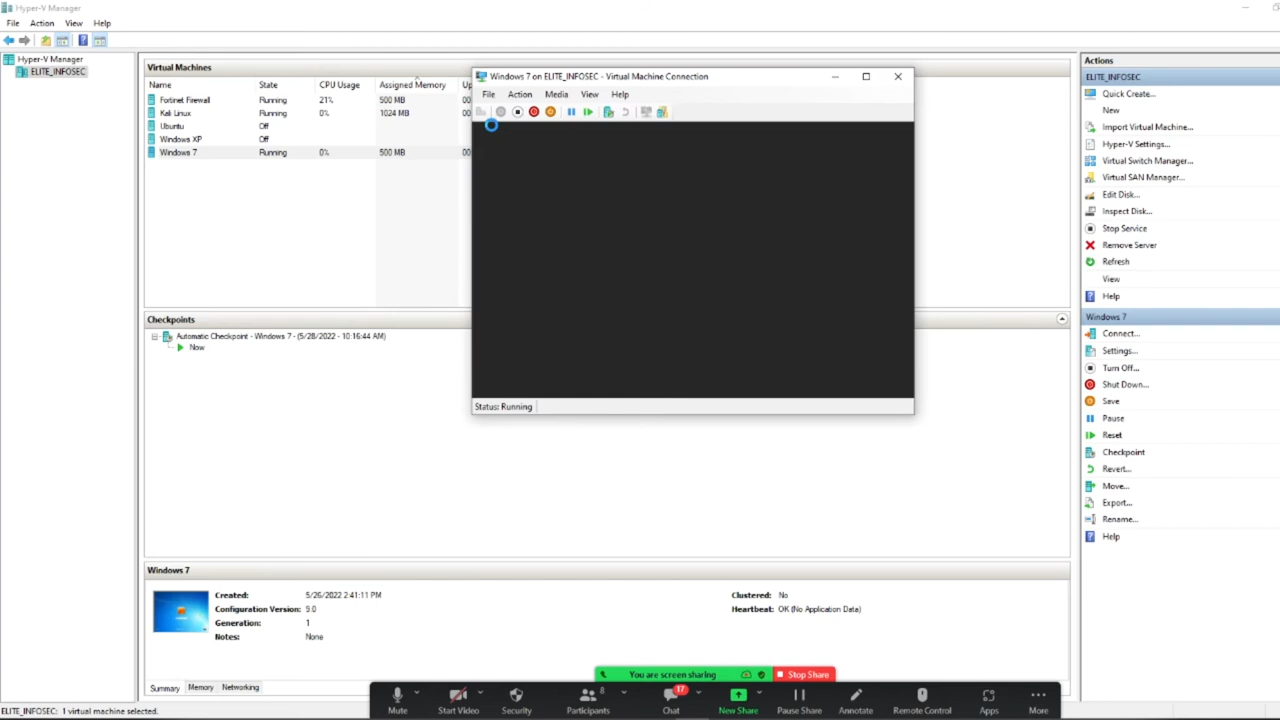 Hyper-V Manager
File Action View Help
Hyper-V Manager
ELITE_INFOSEC
Virtual Machines
Name State CPU Usage Assigned Memory
Fortinet Firewall Running 21% 500 MB 00
Kali Linux Running 0% 1024 MB 00
Ubuntu Off
Windows XP Off
Windows 7 Running 0% 500 MB 00
Windows 7 on ELITE_INFOSEC - Virtual Machine Connection
File Action Media View Help
Status: Running
Checkpoints
Automatic Checkpoint - Windows 7 - (5/28/2022 - 10:16:44 AM)
Now
Windows 7
Created: 5/26/2022 2:41:11 PM
Configuration Version: 9.0
Generation: 1
Notes: None
Clustered: No
Heartbeat: OK (No Application Data)
Summary Memory Networking
Actions
ELITE_INFOSEC
Quick Create...
New
Import Virtual Machine...
Hyper-V Settings...
Virtual Switch Manager...
Virtual SAN Manager...
Edit Disk...
Inspect Disk...
Stop Service
Remove Server
Refresh
View
Help
Windows 7
Connect...
Settings...
Turn Off...
Shut Down...
Save
Pause
Reset
Checkpoint
Revert...
Move...
Export...
Rename...
Help
You are screen sharing Stop Share
Mute Start Video Security Participants 8 Chat 17 New Share Pause Share Annotate Remote Control Apps More
ELITE_INFOSEC: 1 virtual machine selected.